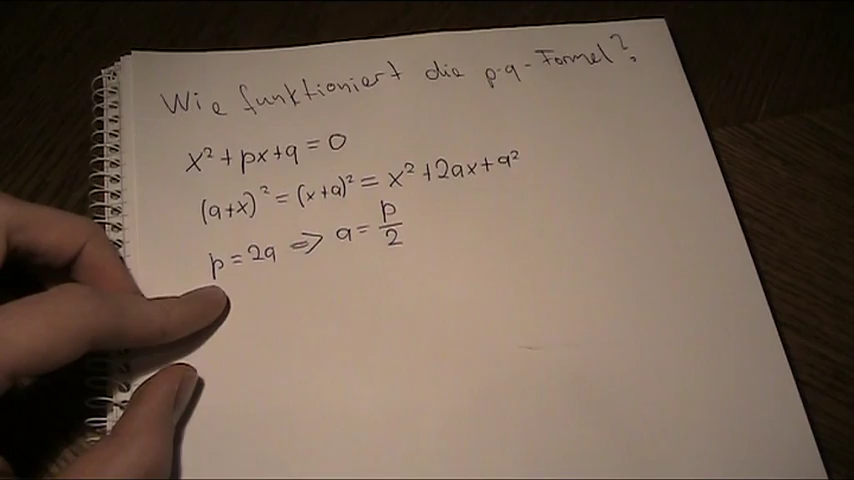 Wie funktioniert die p-q-Formel?
x² + px + q = 0
(a+x)² = (x+a)² = x² + 2ax + a²
p = 2a => a = p/2